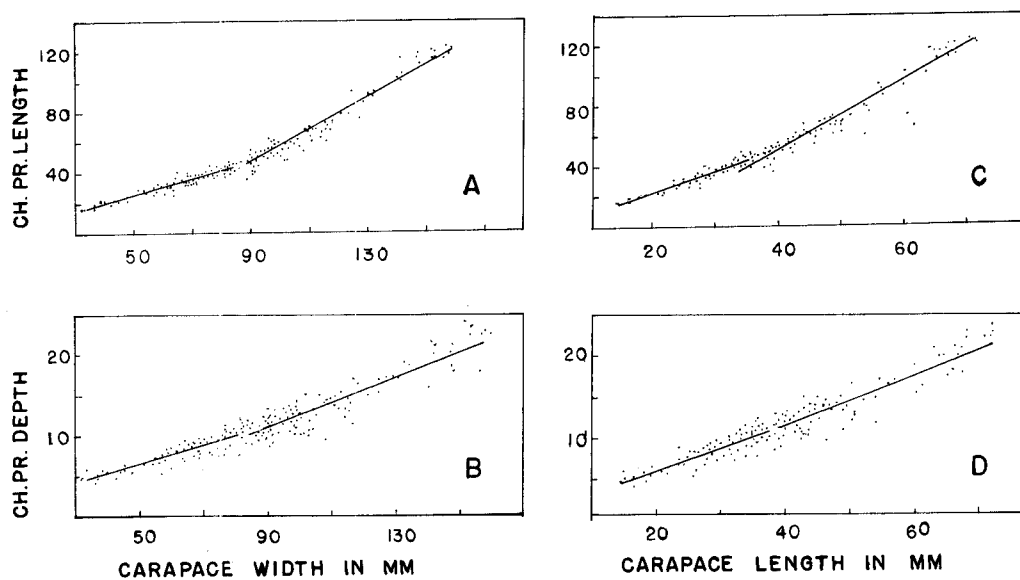 CH. PR. LENGTH
120
80
40
A
50 90 130
120
80
40
C
20 40 60
CH. PR. DEPTH
20
10
B
50 90 130
CARAPACE WIDTH IN MM
20
10
D
20 40 60
CARAPACE LENGTH IN MM